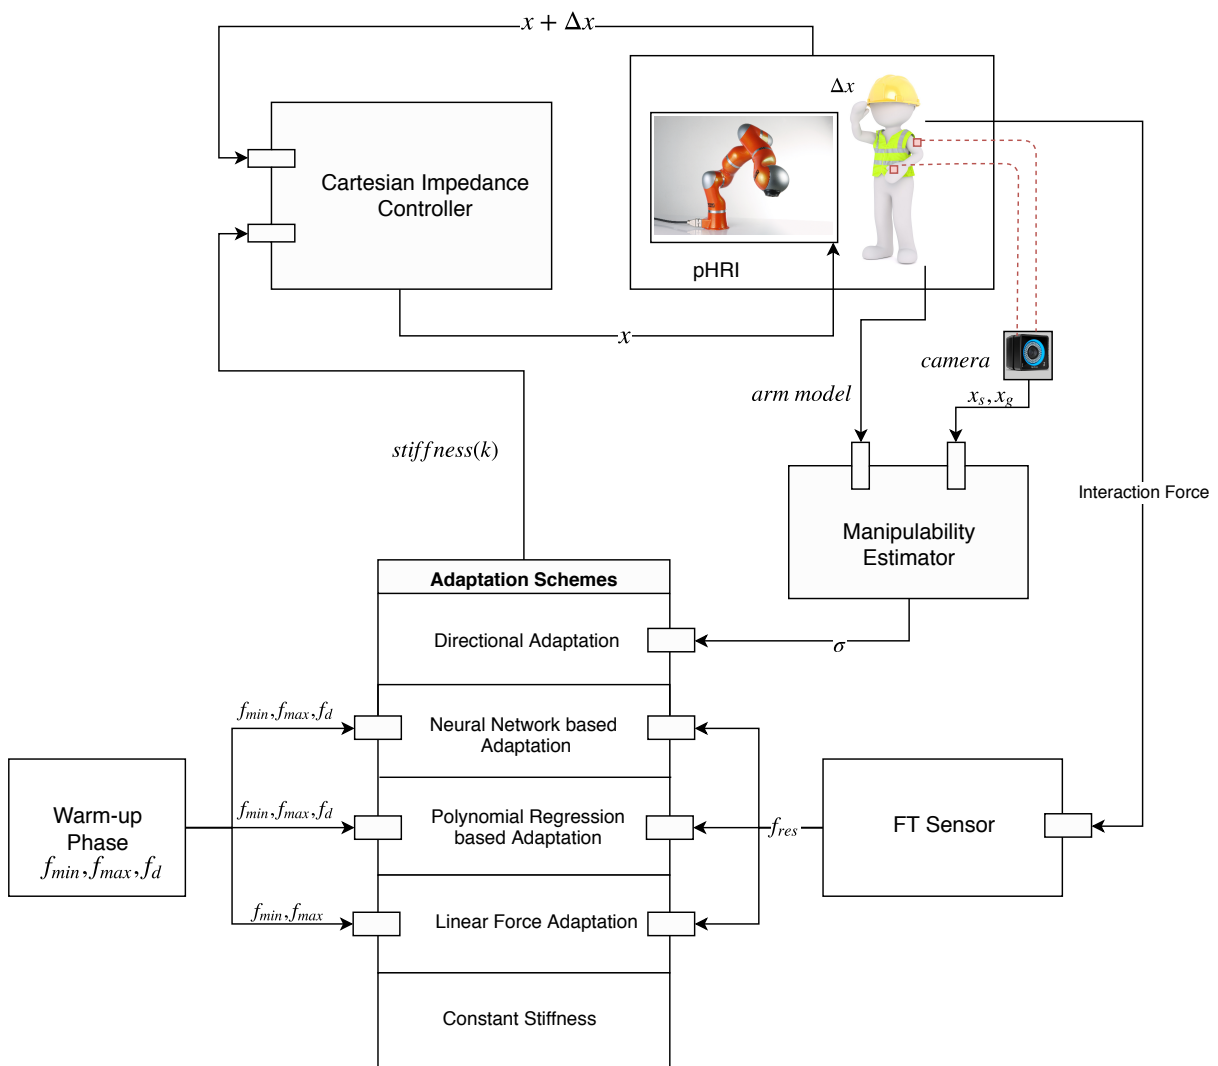 x + Δx
Δx
Cartesian Impedance
Controller
pHRI
x
camera
x_s, x_g
arm model
stiffness(k)
Interaction Force
Manipulability
Estimator
Adaptation Schemes
Directional Adaptation
σ
f_min, f_max, f_d
Neural Network based
Adaptation
Warm-up
Phase
f_min, f_max, f_d
f_min, f_max, f_d
Polynomial Regression
based Adaptation
f_res
FT Sensor
f_min, f_max
Linear Force Adaptation
Constant Stiffness